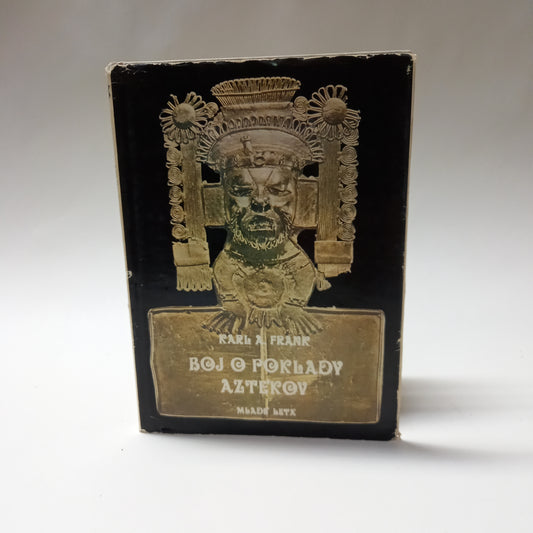 KARL A. FRANK
BOJ O POKLADY
AZTÉKOV
MLADÉ LETÁ